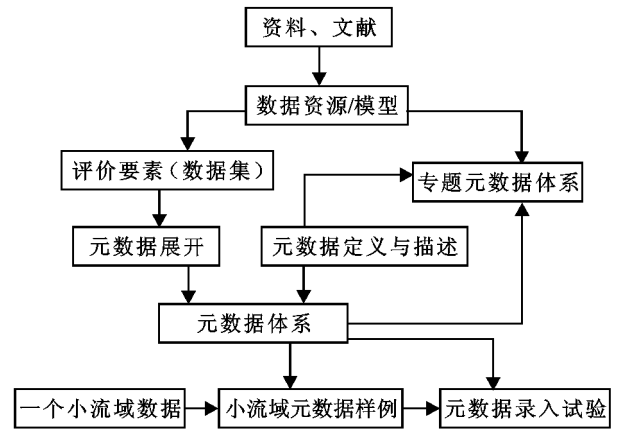 资料、文献
数据资源/模型
评价要素(数据集)
专题元数据体系
元数据展开
元数据定义与描述
元数据体系
一个小流域数据
小流域元数据样例
元数据录入试验